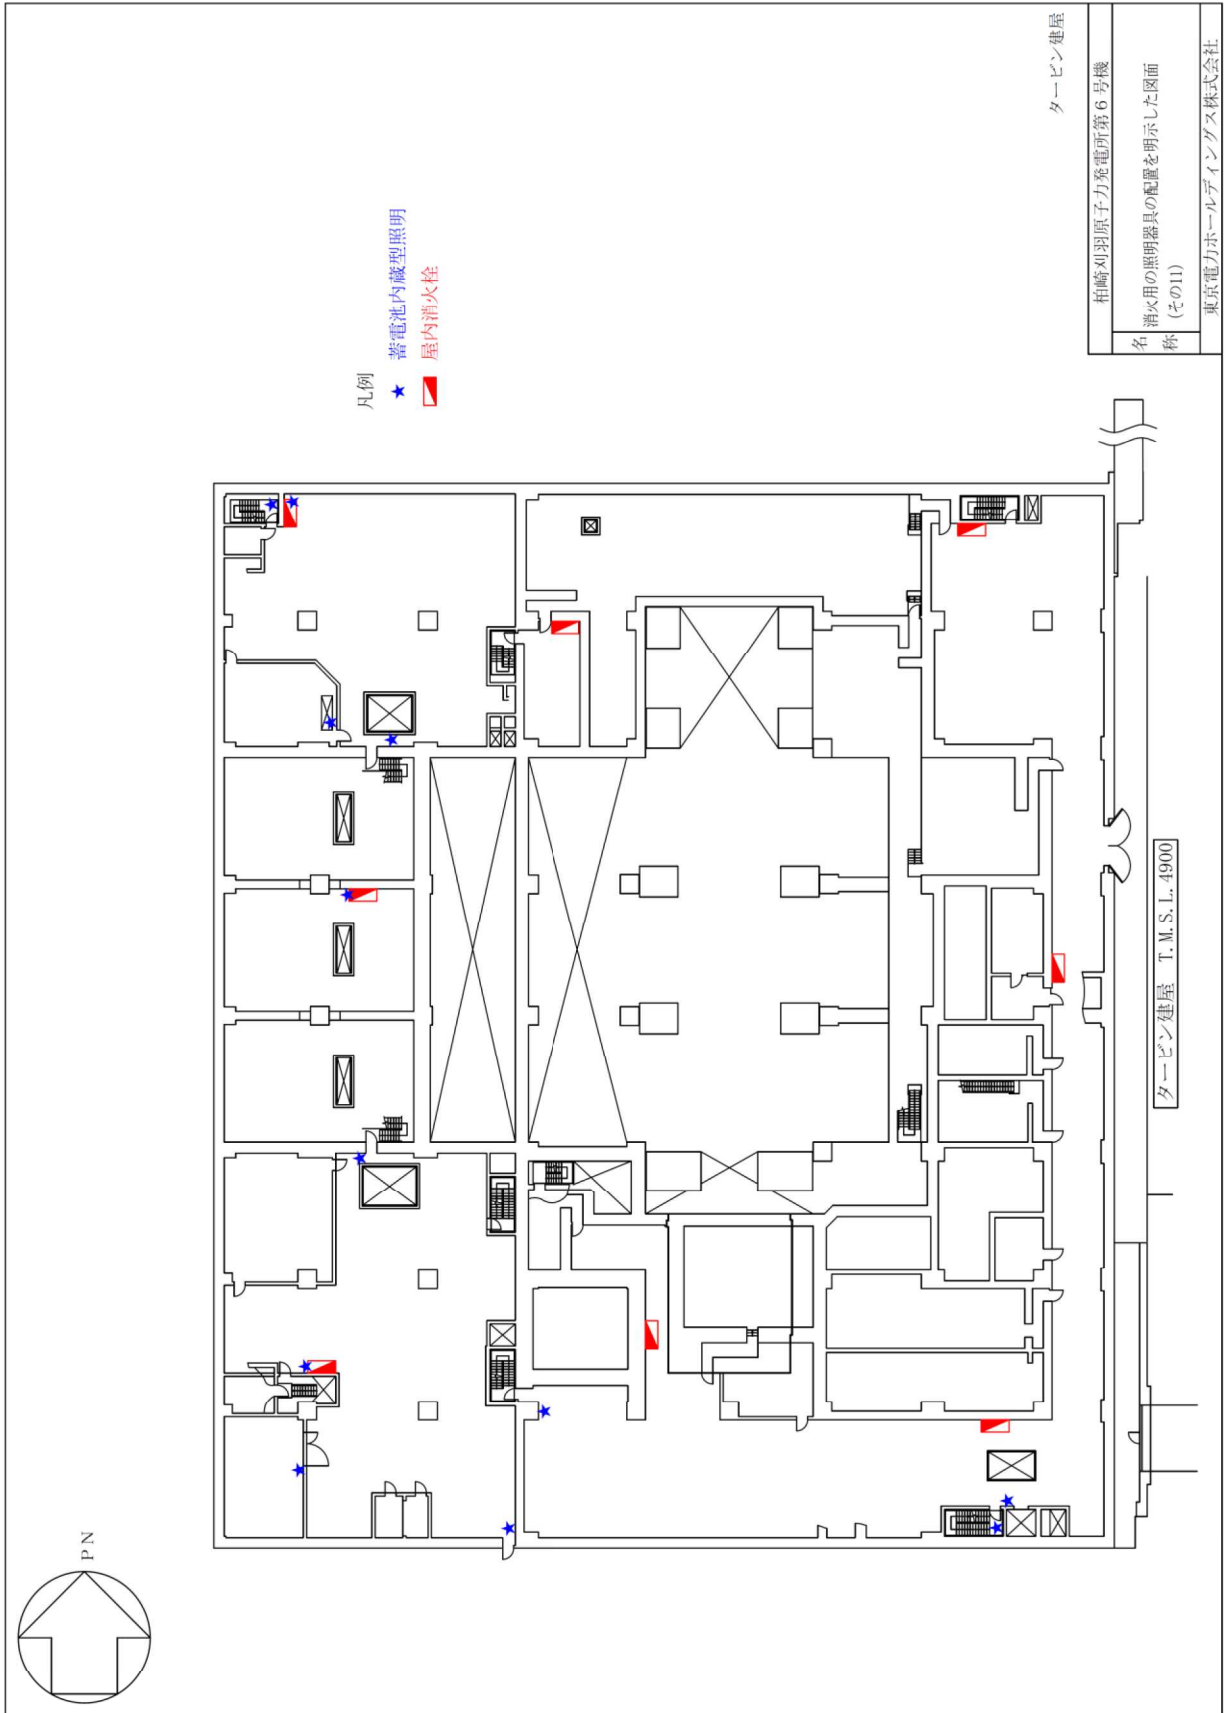 PN
凡例
蓄電池内蔵型照明
屋内消火栓
タービン建屋 T.M.S.L. 4900
タービン建屋
柏崎刈羽原子力発電所第6号機
名称
消火用の照明器具の配置を明示した図面
(その11)
東京電力ホールディングス株式会社